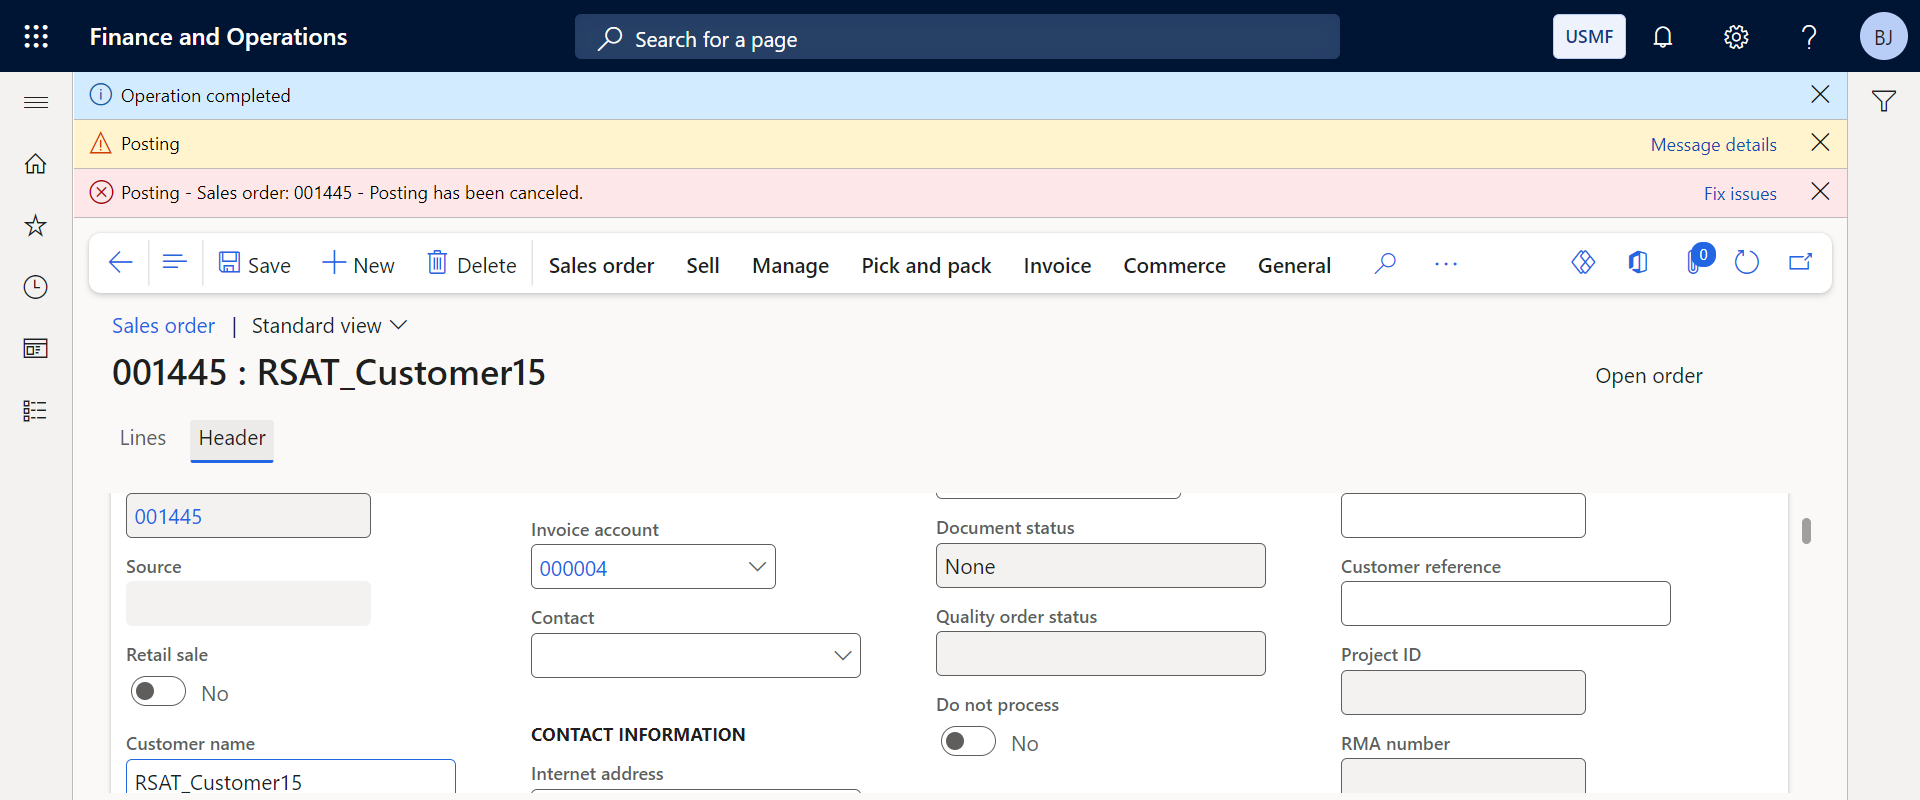 Finance and Operations
Search for a page
USMF
BJ
Operation completed
Posting
Message details
Posting - Sales order: 001445 - Posting has been canceled.
Fix issues
Save
New
Delete
Sales order
Sell
Manage
Pick and pack
Invoice
Commerce
General
0
Sales order | Standard view
001445 : RSAT_Customer15
Open order
Lines
Header
001445
Source
Retail sale
No
Customer name
RSAT_Customer15
Invoice account
000004
Contact
CONTACT INFORMATION
Internet address
Document status
None
Quality order status
Do not process
No
Customer reference
Project ID
RMA number